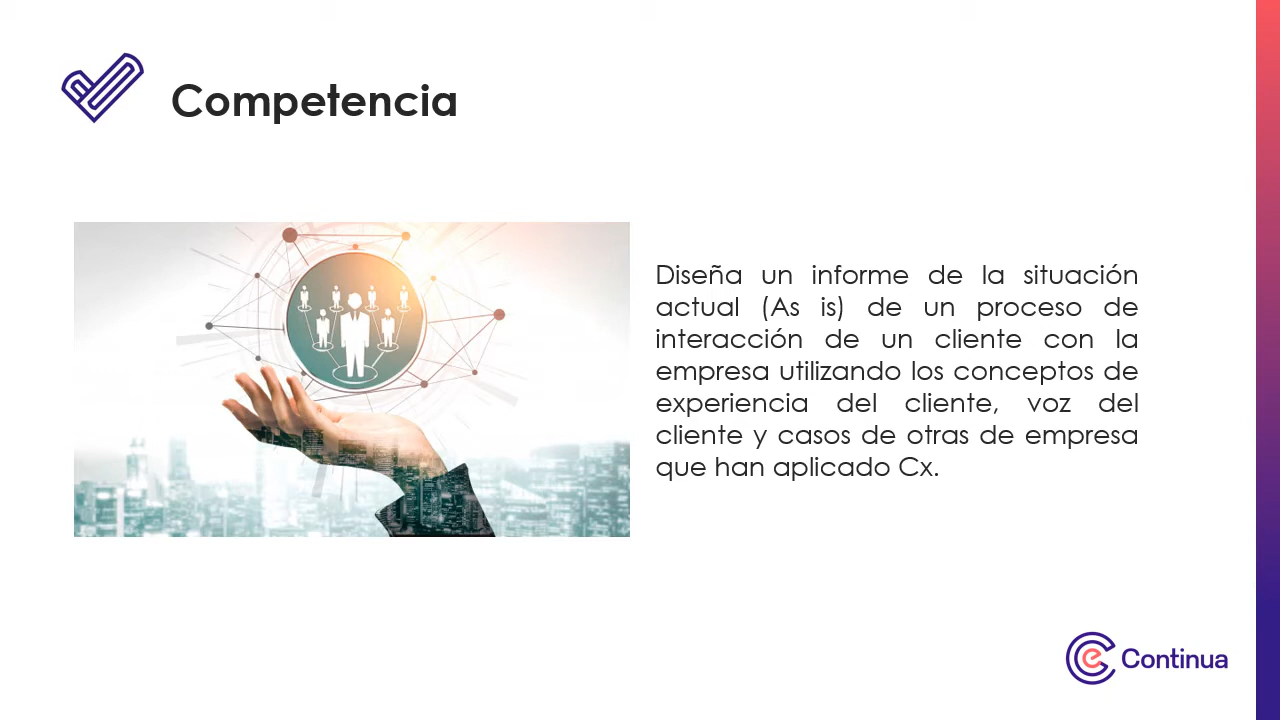 Competencia
Diseña un informe de la situación
actual (As is) de un proceso de
interacción de un cliente con la
empresa utilizando los conceptos de
experiencia del cliente, voz del
cliente y casos de otras de empresa
que han aplicado Cx.
Continua